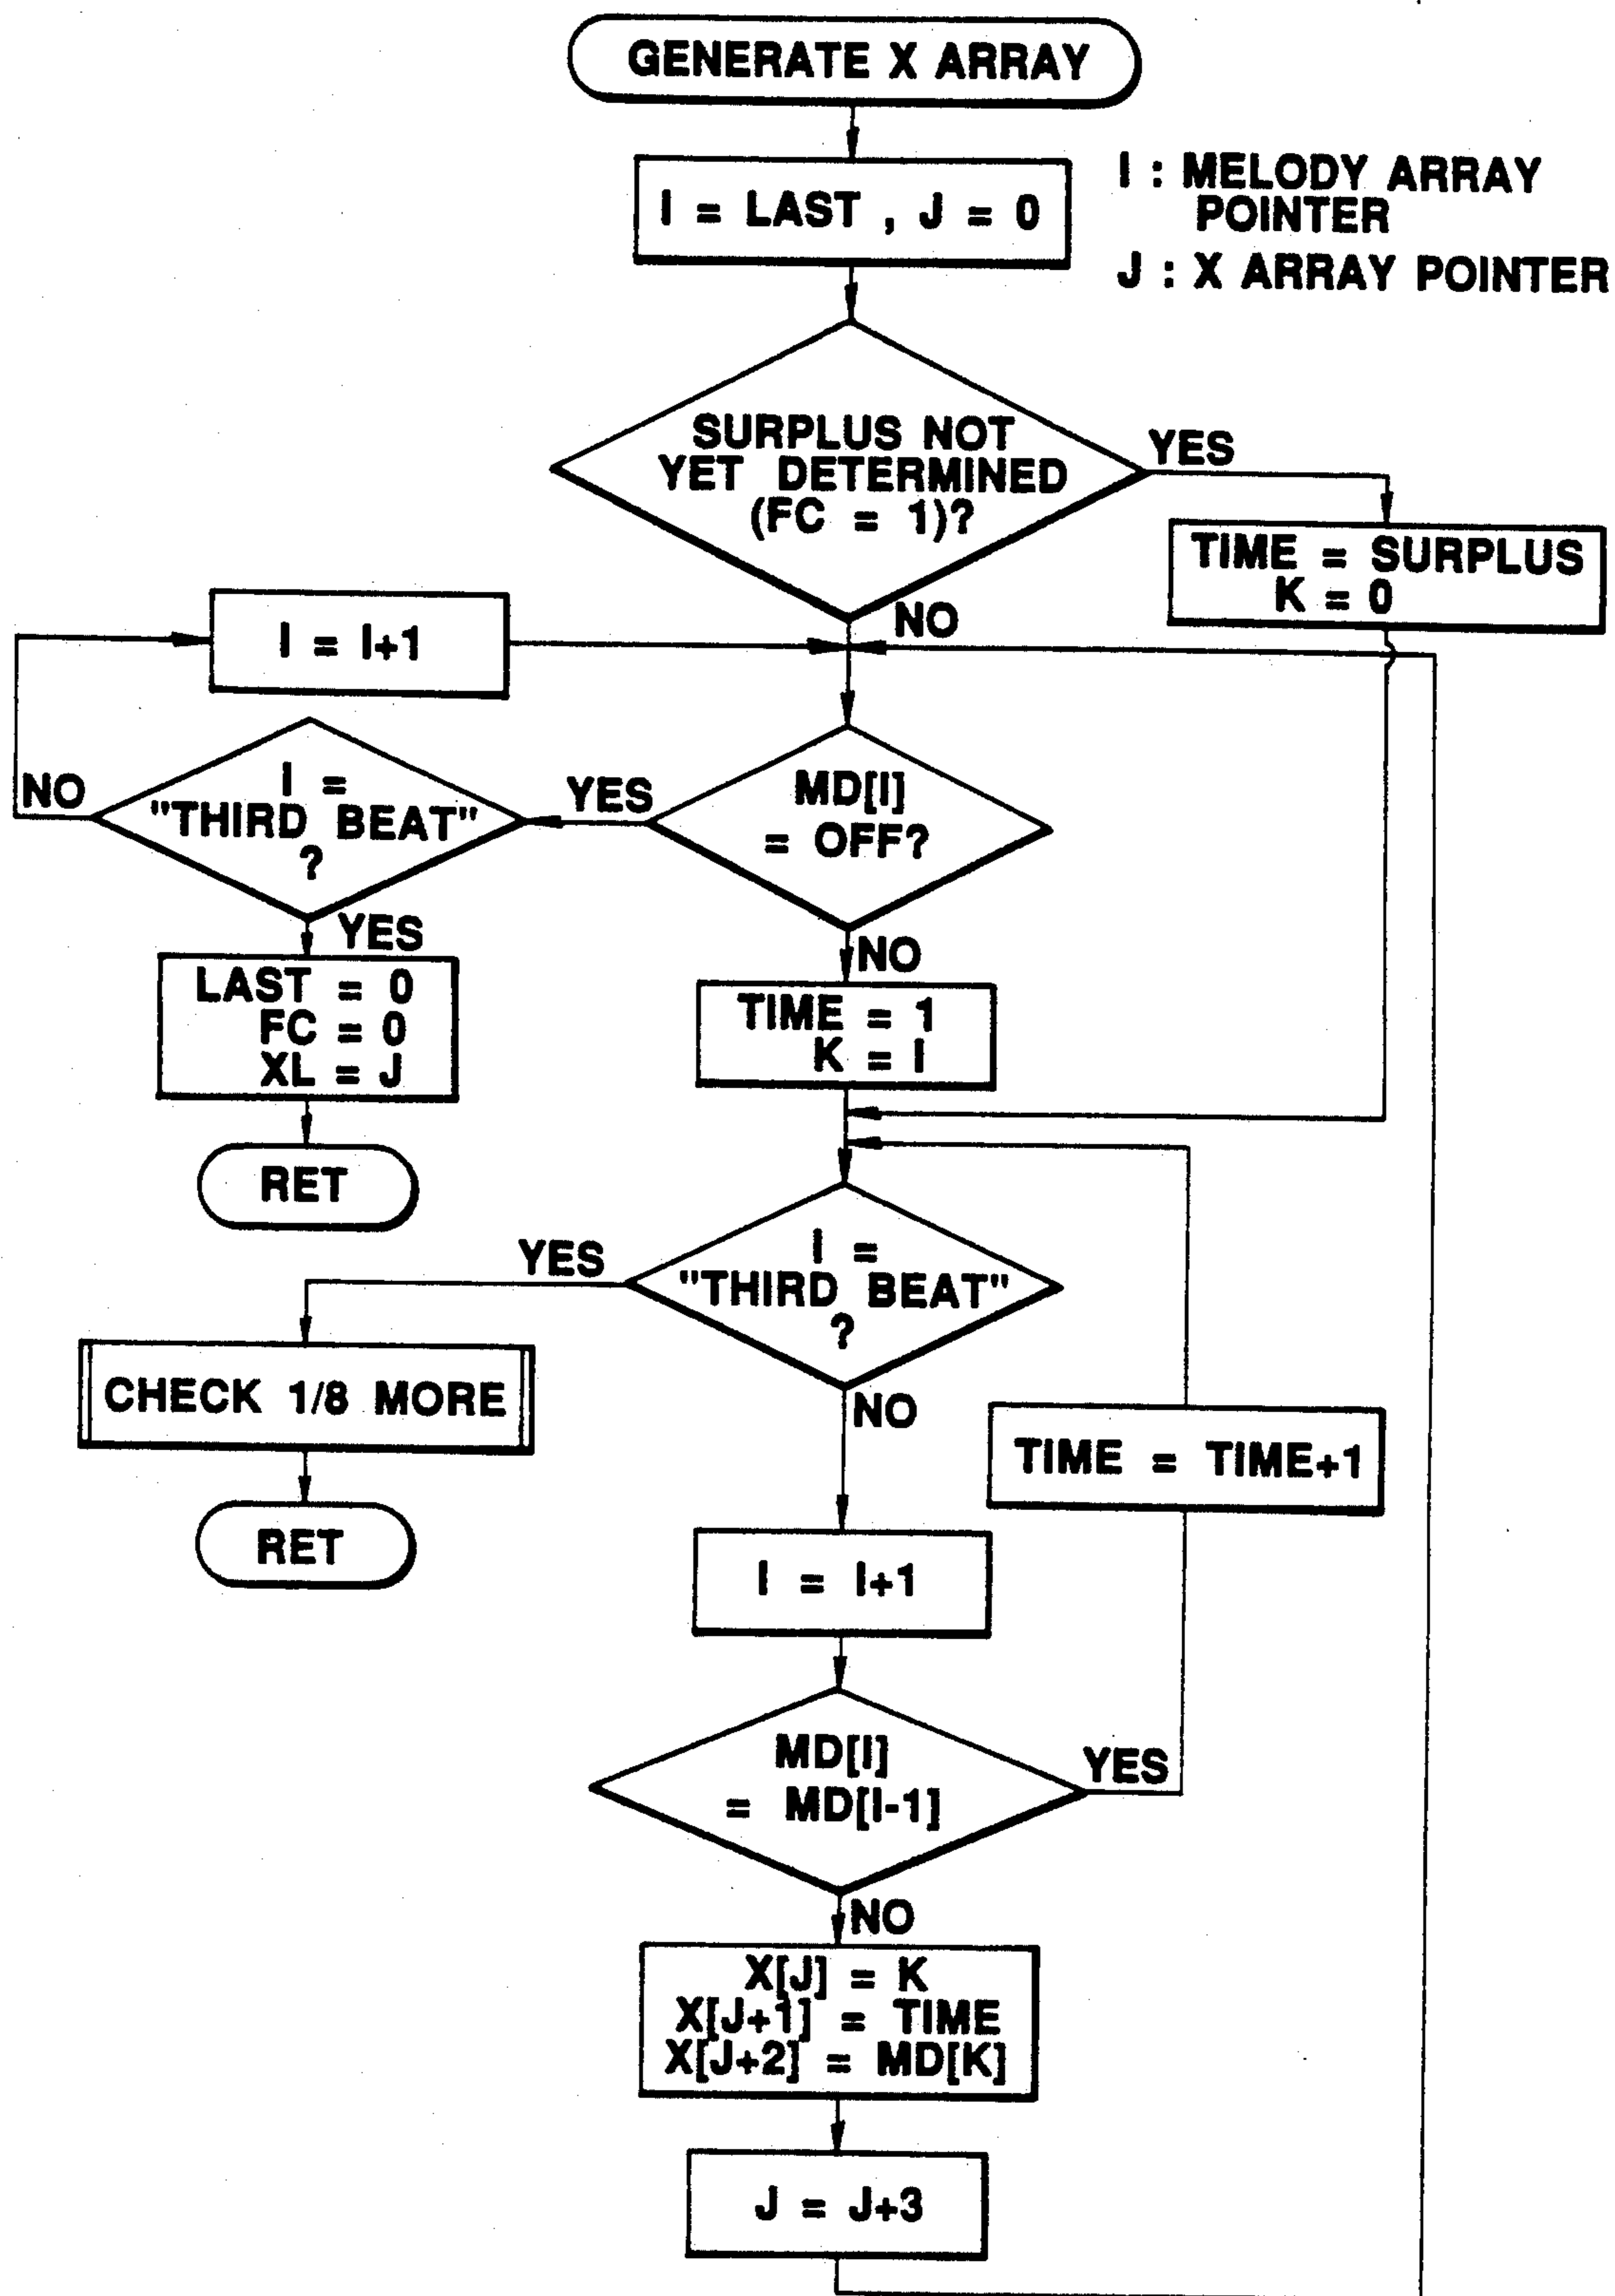 GENERATE X ARRAY
I = LAST , J = 0
I : MELODY ARRAY
POINTER
J : X ARRAY POINTER
SURPLUS NOT
YET DETERMINED
(FC = 1)?
YES
TIME = SURPLUS
K = 0
NO
I = I+1
I =
"THIRD BEAT"
?
NO
YES
MD[I]
= OFF?
YES
NO
LAST = 0
FC = 0
XL = J
TIME = 1
K = I
RET
YES
I =
"THIRD BEAT"
?
CHECK 1/8 MORE
NO
TIME = TIME+1
RET
I = I+1
MD[I]
= MD[I-1]
YES
NO
X[J] = K
X[J+1] = TIME
X[J+2] = MD[K]
J = J+3